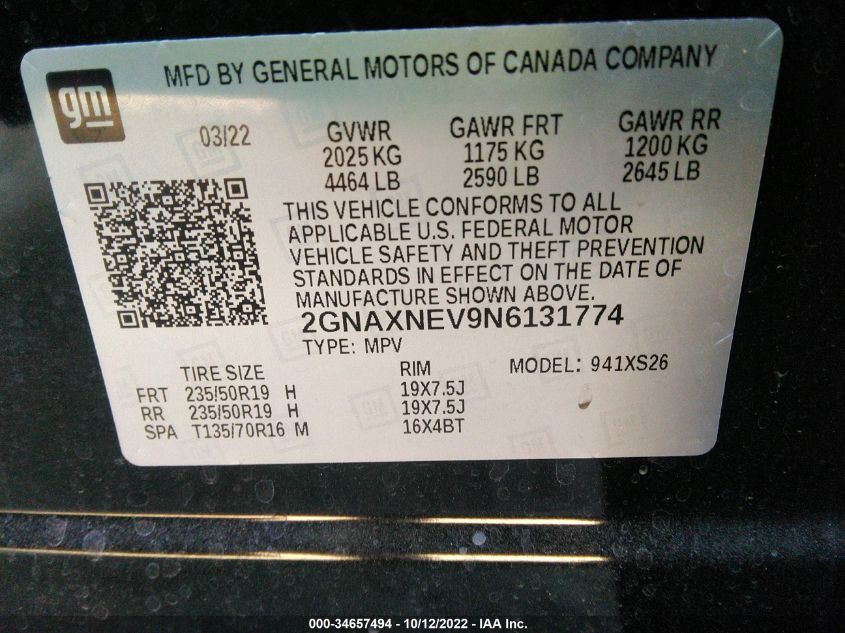 MFD BY GENERAL MOTORS OF CANADA COMPANY
gm
03/22 GVWR GAWR FRT GAWR RR
2025 KG 1175 KG 1200 KG
4464 LB 2590 LB 2645 LB
THIS VEHICLE CONFORMS TO ALL
APPLICABLE U.S. FEDERAL MOTOR
VEHICLE SAFETY AND THEFT PREVENTION
STANDARDS IN EFFECT ON THE DATE OF
MANUFACTURE SHOWN ABOVE.
2GNAXNEV9N6131774
TYPE: MPV
TIRE SIZE RIM MODEL: 941XS26
FRT 235/50R19 H 19X7.5J
RR 235/50R19 H 19X7.5J
SPA T135/70R16 M 16X4BT
000-34657494 - 10/12/2022 - IAA Inc.